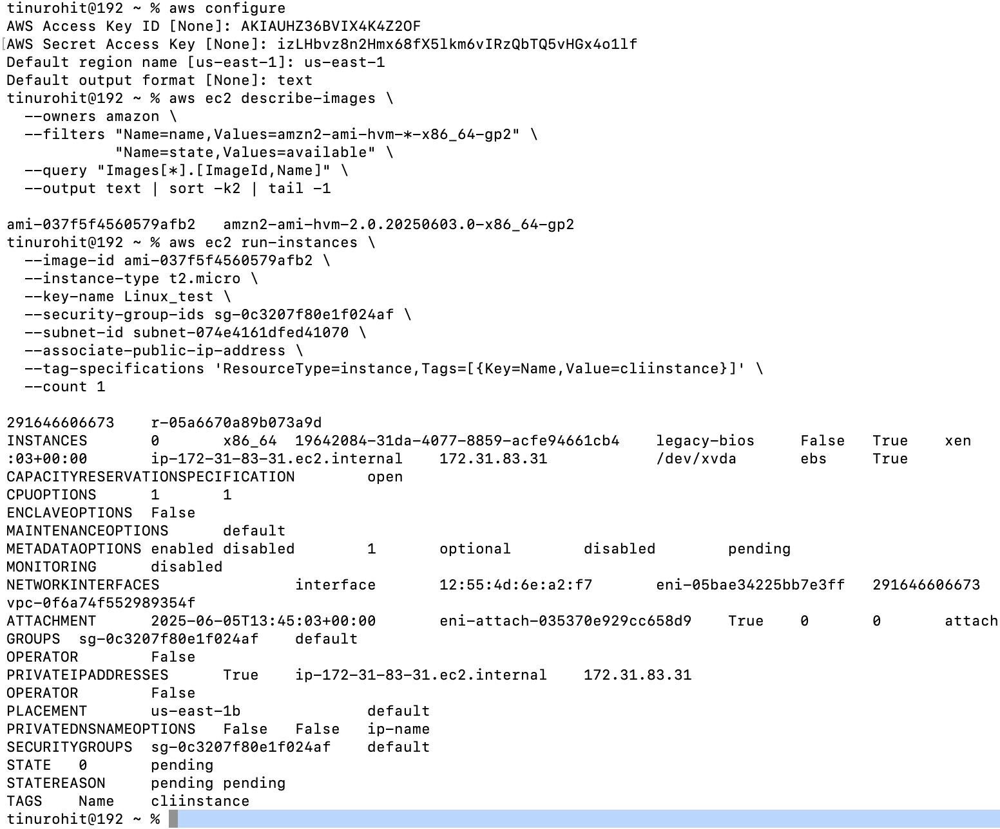 tinurohit@192 ~ % aws configure
AWS Access Key ID [None]: AKIAUHZ36BVIX4K4Z2OF
[AWS Secret Access Key [None]: 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
Default region name [us-east-1]: us-east-1
Default output format [None]: text
tinurohit@192 ~ % aws ec2 describe-images \
  --owners amazon \
  --filters "Name=name,Values=amzn2-ami-hvm-*-x86_64-gp2" \
            "Name=state,Values=available" \
  --query "Images[*].[ImageId,Name]" \
  --output text | sort -k2 | tail -1

ami-037f5f4560579afb2   amzn2-ami-hvm-2.0.20250603.0-x86_64-gp2
tinurohit@192 ~ % aws ec2 run-instances \
  --image-id ami-037f5f4560579afb2 \
  --instance-type t2.micro \
  --key-name Linux_test \
  --security-group-ids sg-0c3207f80e1f024af \
  --subnet-id subnet-074e4161dfed41070 \
  --associate-public-ip-address \
  --tag-specifications 'ResourceType=instance,Tags=[{Key=Name,Value=cliinstance}]' \
  --count 1

291646606673    r-05a6670a89b073a9d
INSTANCES       0       x86_64  19642084-31da-4077-8859-acfe94661cb4    legacy-bios     False   True    xen
:03+00:00       ip-172-31-83-31.ec2.internal    172.31.83.31            /dev/xvda       ebs     True
CAPACITYRESERVATIONSPECIFICATION        open
CPUOPTIONS      1       1
ENCLAVEOPTIONS  False
MAINTENANCEOPTIONS      default
METADATAOPTIONS enabled disabled        1       optional        disabled        pending
MONITORING      disabled
NETWORKINTERFACES               interface       12:55:4d:6e:a2:f7       eni-05bae34225bb7e3ff   291646606673
vpc-0f6a74f552989354f
ATTACHMENT      2025-06-05T13:45:03+00:00       eni-attach-035370e929cc658d9    True    0       0       attach
GROUPS  sg-0c3207f80e1f024af    default
OPERATOR        False
PRIVATEIPADDRESSES      True    ip-172-31-83-31.ec2.internal    172.31.83.31
OPERATOR        False
PLACEMENT       us-east-1b              default
PRIVATEDNSNAMEOPTIONS   False   False   ip-name
SECURITYGROUPS  sg-0c3207f80e1f024af    default
STATE   0       pending
STATEREASON     pending pending
TAGS    Name    cliinstance
tinurohit@192 ~ %